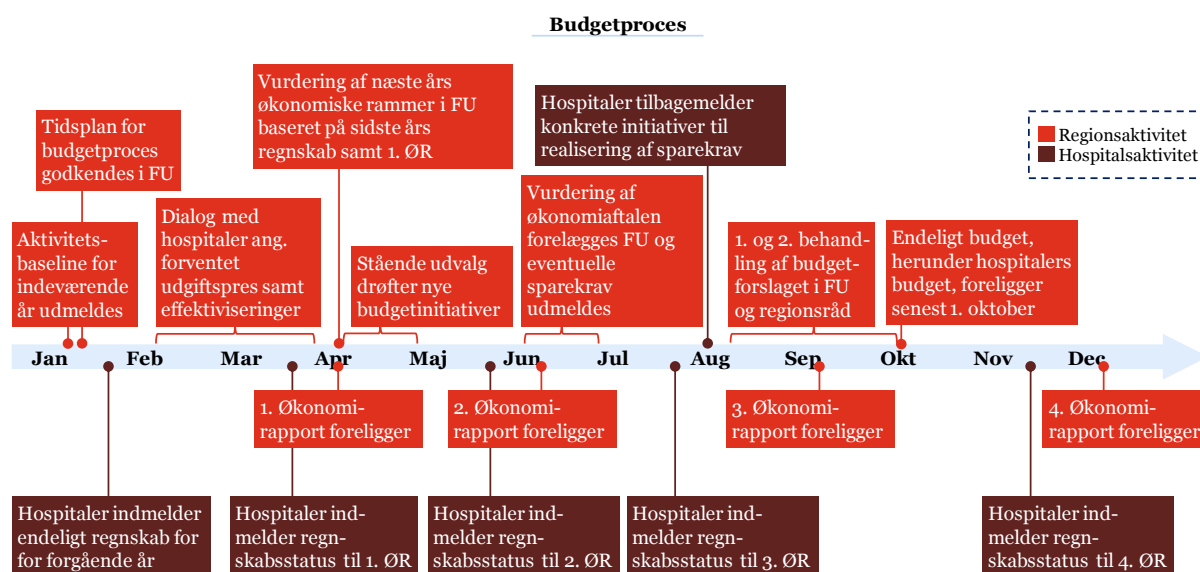 Budgetproces
Regionsaktivitet
Hospitalsaktivitet
Tidsplan for
budgetproces
godkendes i FU
Vurdering af næste års
økonomiske rammer i FU
baseret på sidste års
regnskab samt 1. ØR
Hospitaler tilbagemelder
konkrete initiativer til
realisering af sparekrav
Aktivitets-
baseline for
indeværende
år udmeldes
Dialog med
hospitaler ang.
forventet
udgiftspres samt
effektiviseringer
Stående udvalg
drøfter nye
budgetinitiativer
Vurdering af
økonomiaftalen
forelægges FU og
eventuelle
sparekrav
udmeldes
1. og 2. behand-
ling af budget-
forslaget i FU
og regionsråd
Endeligt budget,
herunder hospitalers
budget, foreligger
senest 1. oktober
Jan Feb Mar Apr Maj Jun Jul Aug Sep Okt Nov Dec
1. Økonomi-
rapport foreligger
2. Økonomi-
rapport foreligger
3. Økonomi-
rapport foreligger
4. Økonomi-
rapport foreligger
Hospitaler indmelder
endeligt regnskab for
for forgående år
Hospitaler ind-
melder regn-
skabsstatus til 1. ØR
Hospitaler ind-
melder regn-
skabsstatus til 2. ØR
Hospitaler ind-
melder regn-
skabsstatus til 3. ØR
Hospitaler ind-
melder regn-
skabsstatus til 4. ØR